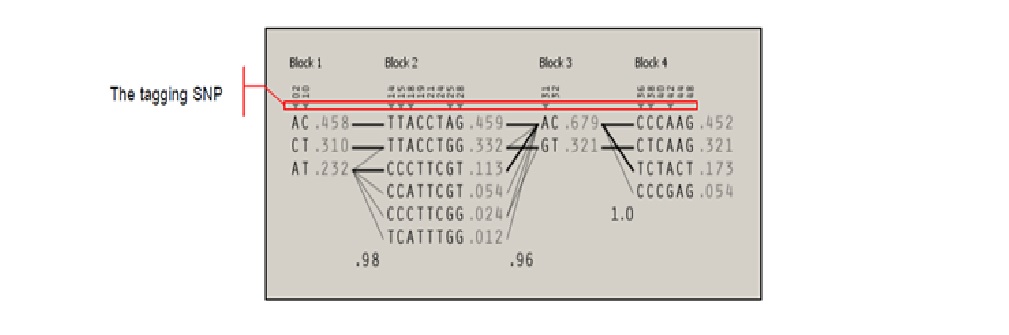 Block 1 Block 2 Block 3 Block 4
The tagging SNP
AC .458 TTACCTAG .459 AC .679 CCCAAG .452
CT .310 TTACCTGG .332 GT .321 CTCAAG .321
AT .232 CCCTTCGT .113 TCTACT .173
CCATTCGT .054 CCCGAG .054
CCCTTCGG .024 1.0
TCATTTGG .012
.98 .96